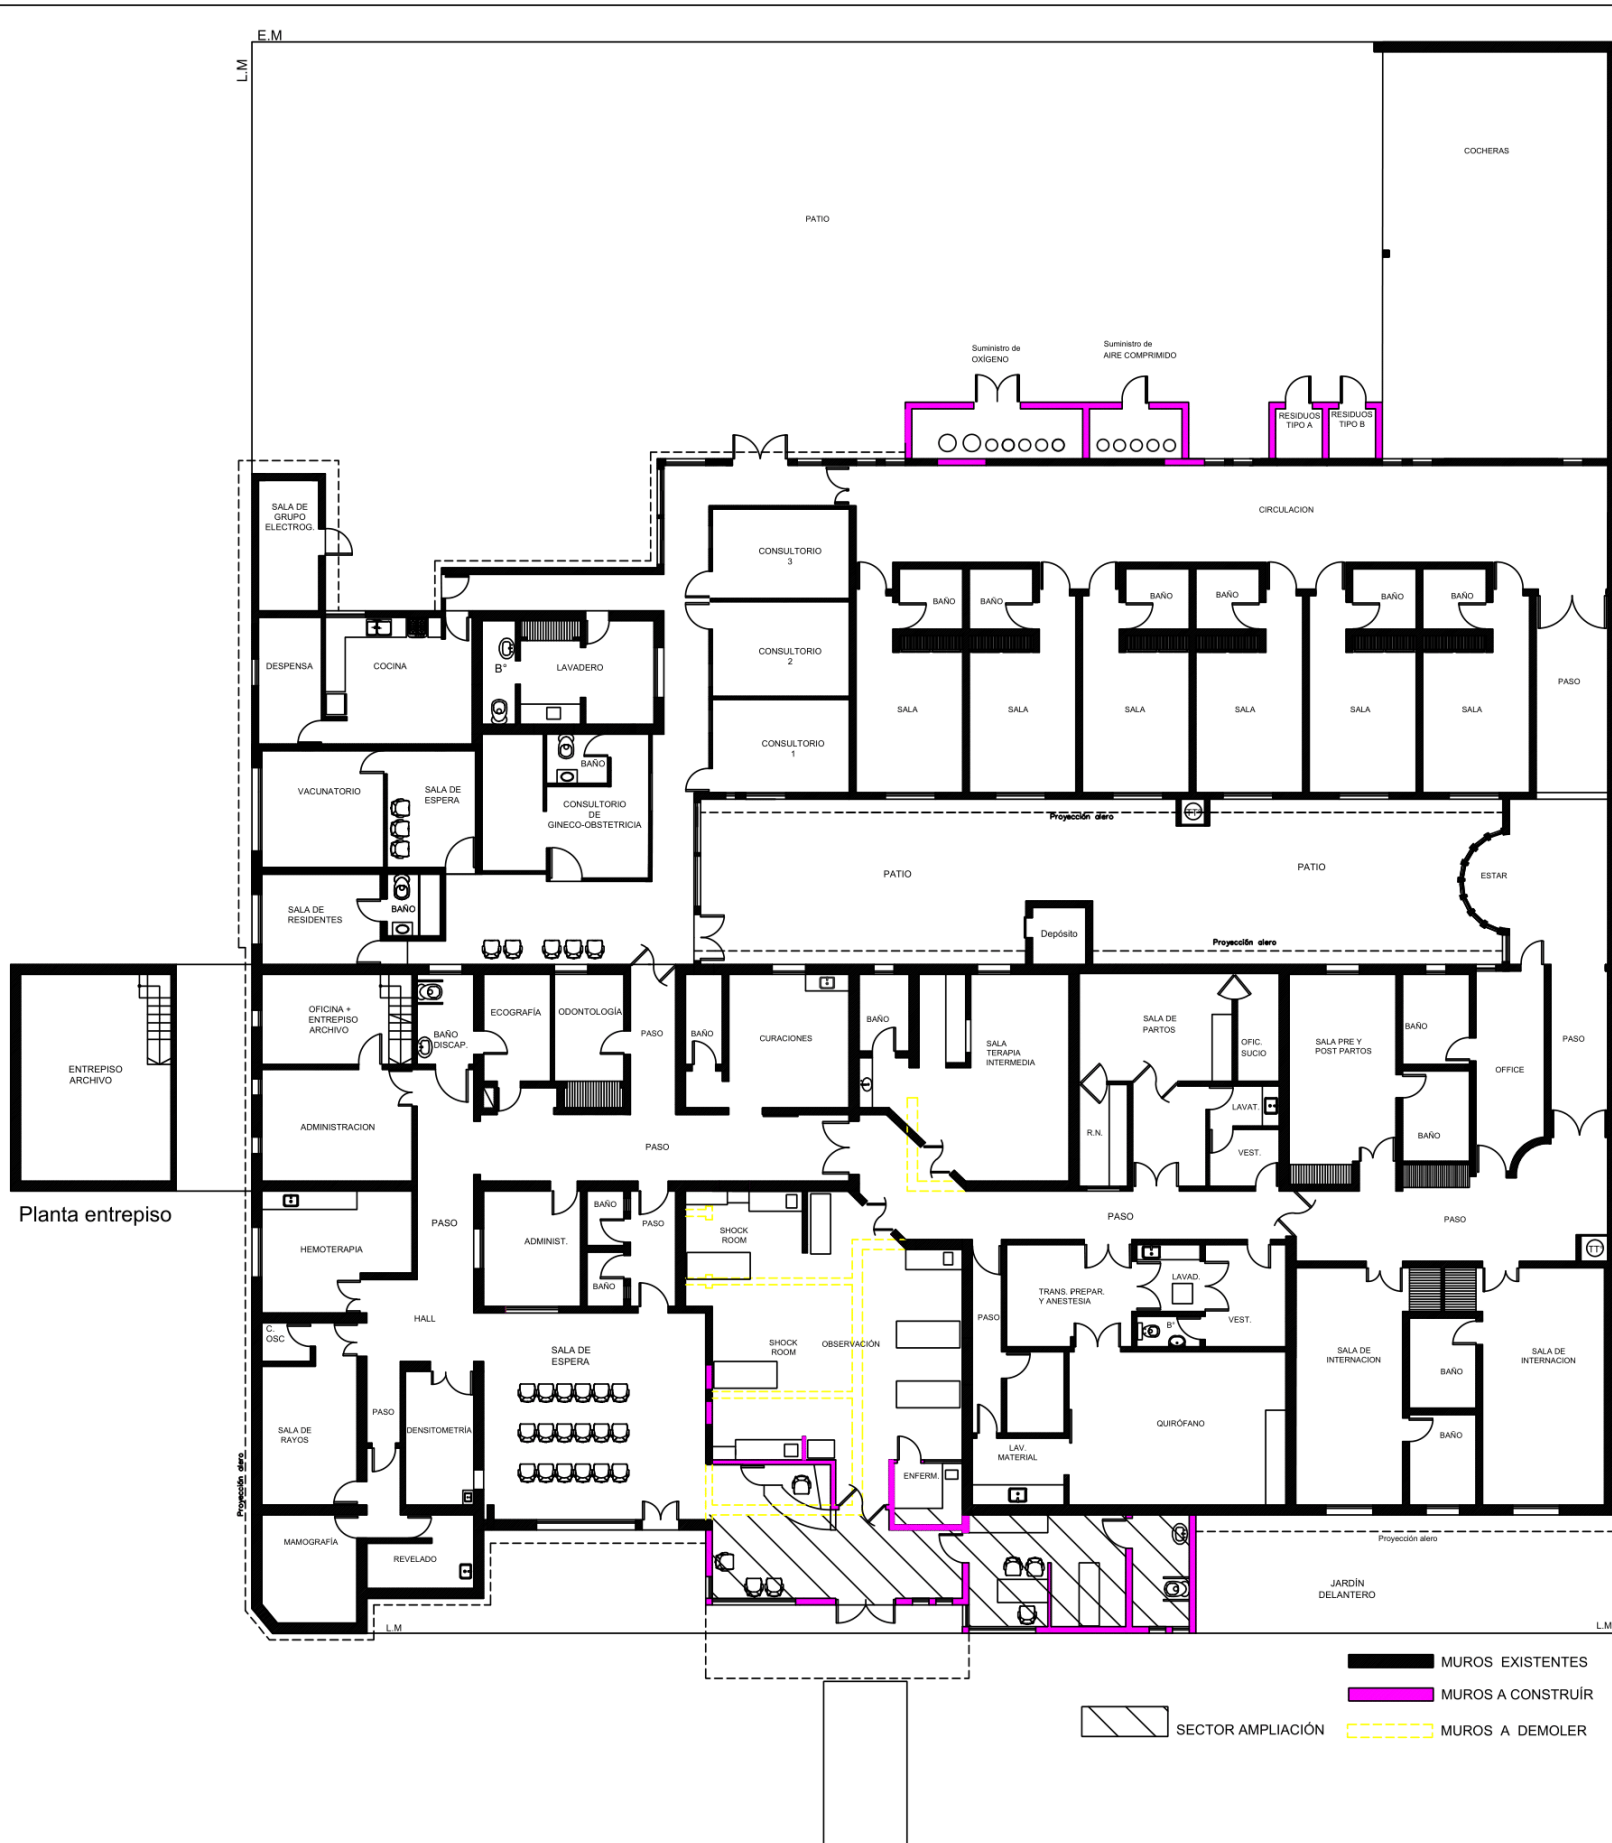 E.M
L.M
COCHERAS
PATIO
Suministro de
OXÍGENO
Suministro de
AIRE COMPRIMIDO
RESIDUOS
TIPO A
RESIDUOS
TIPO B
SALA DE
GRUPO
ELECTROG.
CIRCULACION
CONSULTORIO
3
BAÑO
BAÑO
BAÑO
BAÑO
BAÑO
BAÑO
DESPENSA
COCINA
B°
LAVADERO
CONSULTORIO
2
PASO
SALA
SALA
SALA
SALA
SALA
SALA
CONSULTORIO
1
BAÑO
VACUNATORIO
SALA DE
ESPERA
CONSULTORIO
DE
GINECO-OBSTETRICIA
Proyección alero
TT
PATIO
PATIO
ESTAR
SALA DE
RESIDENTES
BAÑO
Depósito
Proyección alero
OFICINA +
ENTREPISO
ARCHIVO
BAÑO
DISCAP.
ECOGRAFÍA
ODONTOLOGÍA
PASO
BAÑO
CURACIONES
BAÑO
SALA
TERAPIA
INTERMEDIA
SALA DE
PARTOS
OFIC.
SUCIO
SALA PRE Y
POST PARTOS
BAÑO
OFFICE
PASO
ENTREPISO
ARCHIVO
ADMINISTRACION
PASO
R.N.
LAVAT.
VEST.
BAÑO
Planta entrepiso
HEMOTERAPIA
PASO
ADMINIST.
BAÑO
PASO
BAÑO
SHOCK
ROOM
PASO
PASO
TT
TRANS. PREPAR.
Y ANESTESIA
LAVAD.
VEST.
B°
PASO
C.
OSC
HALL
SALA DE
ESPERA
SHOCK
ROOM
OBSERVACIÓN
SALA DE
INTERNACION
BAÑO
SALA DE
INTERNACION
PASO
SALA DE
RAYOS
DENSITOMETRÍA
QUIRÓFANO
BAÑO
LAV.
MATERIAL
ENFERM.
Proyección alero
MAMOGRAFÍA
REVELADO
Proyección alero
JARDÍN
DELANTERO
L.M
L.M
MUROS EXISTENTES
MUROS A CONSTRUÍR
SECTOR AMPLIACIÓN
MUROS A DEMOLER